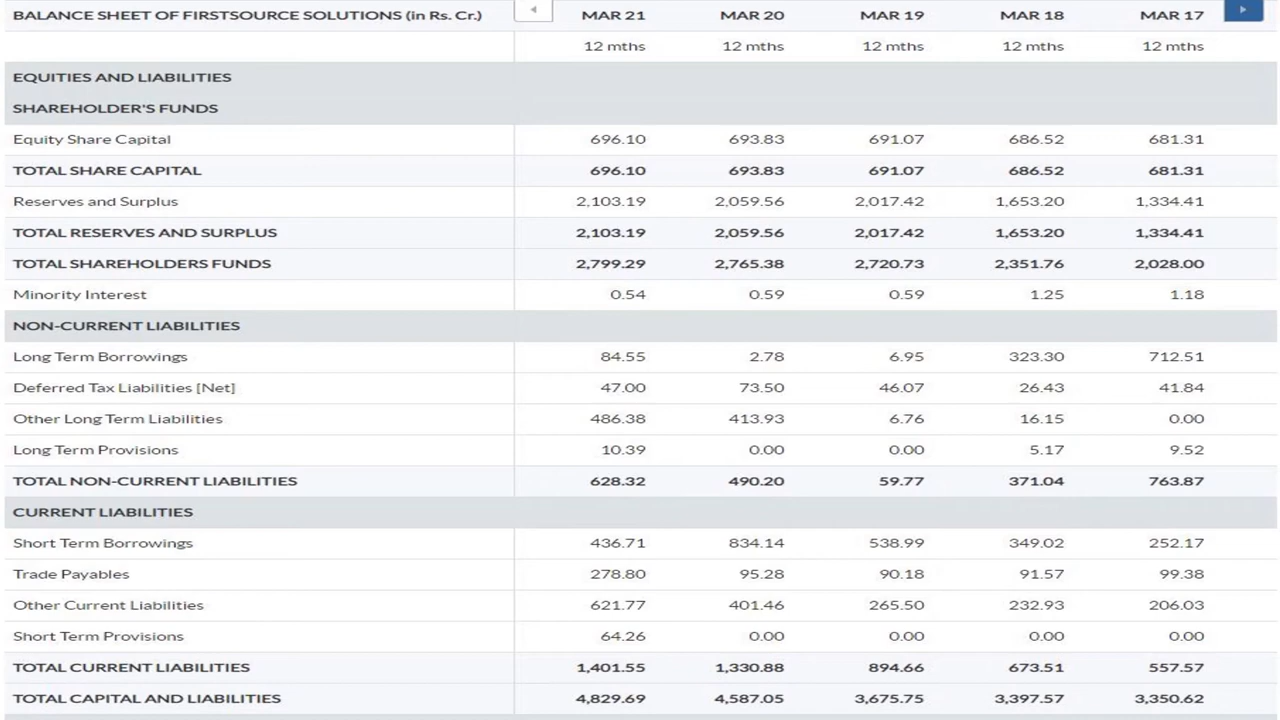 BALANCE SHEET OF FIRSTSOURCE SOLUTIONS (in Rs. Cr.) MAR 21 MAR 20 MAR 19 MAR 18 MAR 17
12 mths 12 mths 12 mths 12 mths 12 mths
EQUITIES AND LIABILITIES
SHAREHOLDER'S FUNDS
Equity Share Capital 696.10 693.83 691.07 686.52 681.31
TOTAL SHARE CAPITAL 696.10 693.83 691.07 686.52 681.31
Reserves and Surplus 2,103.19 2,059.56 2,017.42 1,653.20 1,334.41
TOTAL RESERVES AND SURPLUS 2,103.19 2,059.56 2,017.42 1,653.20 1,334.41
TOTAL SHAREHOLDERS FUNDS 2,799.29 2,765.38 2,720.73 2,351.76 2,028.00
Minority Interest 0.54 0.59 0.59 1.25 1.18
NON-CURRENT LIABILITIES
Long Term Borrowings 84.55 2.78 6.95 323.30 712.51
Deferred Tax Liabilities [Net] 47.00 73.50 46.07 26.43 41.84
Other Long Term Liabilities 486.38 413.93 6.76 16.15 0.00
Long Term Provisions 10.39 0.00 0.00 5.17 9.52
TOTAL NON-CURRENT LIABILITIES 628.32 490.20 59.77 371.04 763.87
CURRENT LIABILITIES
Short Term Borrowings 436.71 834.14 538.99 349.02 252.17
Trade Payables 278.80 95.28 90.18 91.57 99.38
Other Current Liabilities 621.77 401.46 265.50 232.93 206.03
Short Term Provisions 64.26 0.00 0.00 0.00 0.00
TOTAL CURRENT LIABILITIES 1,401.55 1,330.88 894.66 673.51 557.57
TOTAL CAPITAL AND LIABILITIES 4,829.69 4,587.05 3,675.75 3,397.57 3,350.62